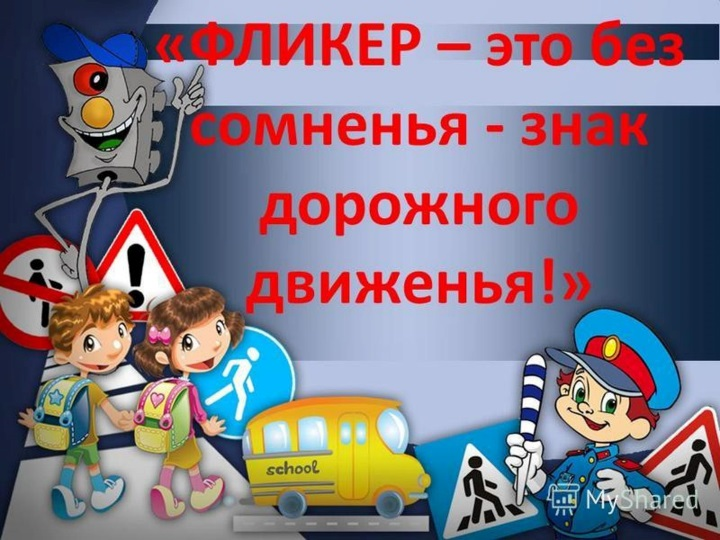 «ФЛИКЕР – это без
сомненья - знак
дорожного
движенья!»
school
MyShared